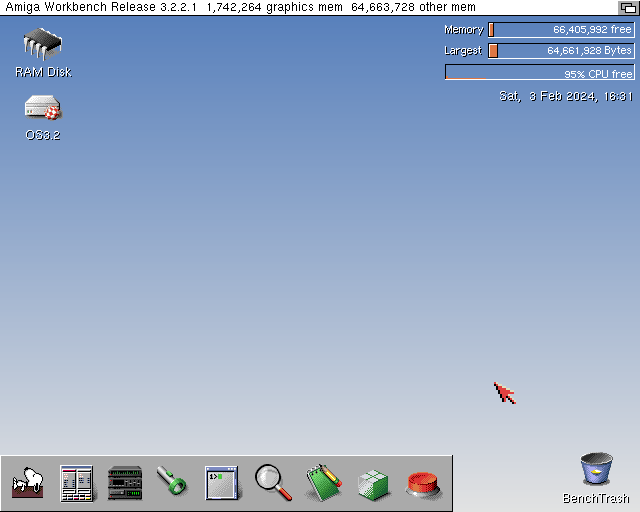 Amiga Workbench Release 3.2.2.1  1,742,264 graphics mem  64,663,728 other mem
Memory 66,405,992 free
Largest 64,661,928 Bytes
95% CPU free
Sat, 3 Feb 2024, 16:31
RAM Disk
OS3.2
1>
BenchTrash